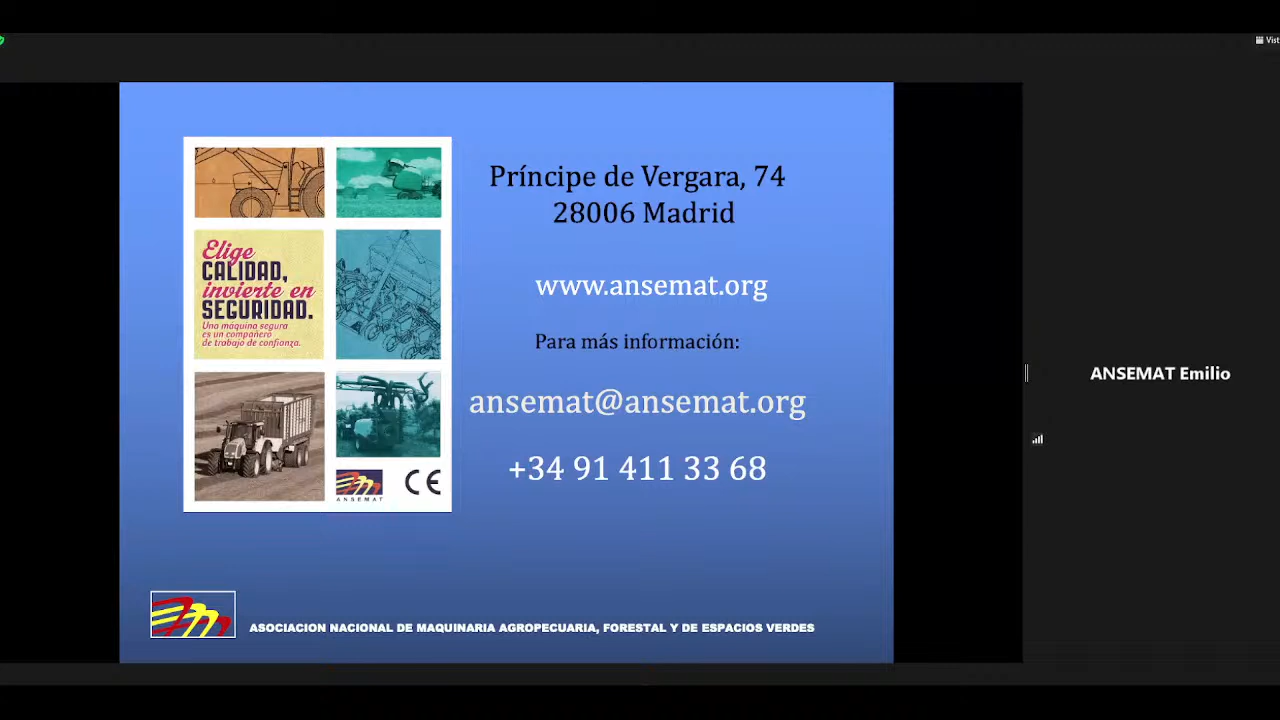 Vist
Príncipe de Vergara, 74
28006 Madrid
www.ansemat.org
Para más información:
ansemat@ansemat.org
+34 91 411 33 68
Elige
CALIDAD,
invierte en
SEGURIDAD.
Una máquina segura
es un compañero
de trabajo de confianza.
ANSEMAT
CE
ASOCIACION NACIONAL DE MAQUINARIA AGROPECUARIA, FORESTAL Y DE ESPACIOS VERDES
ANSEMAT Emilio